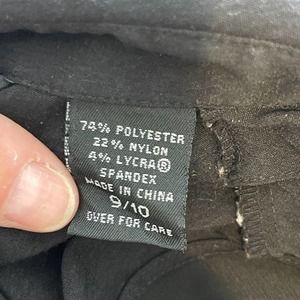 74% POLYESTER
22% NYLON
4% LYCRA®
SPANDEX
MADE IN CHINA
9/10
OVER FOR CARE